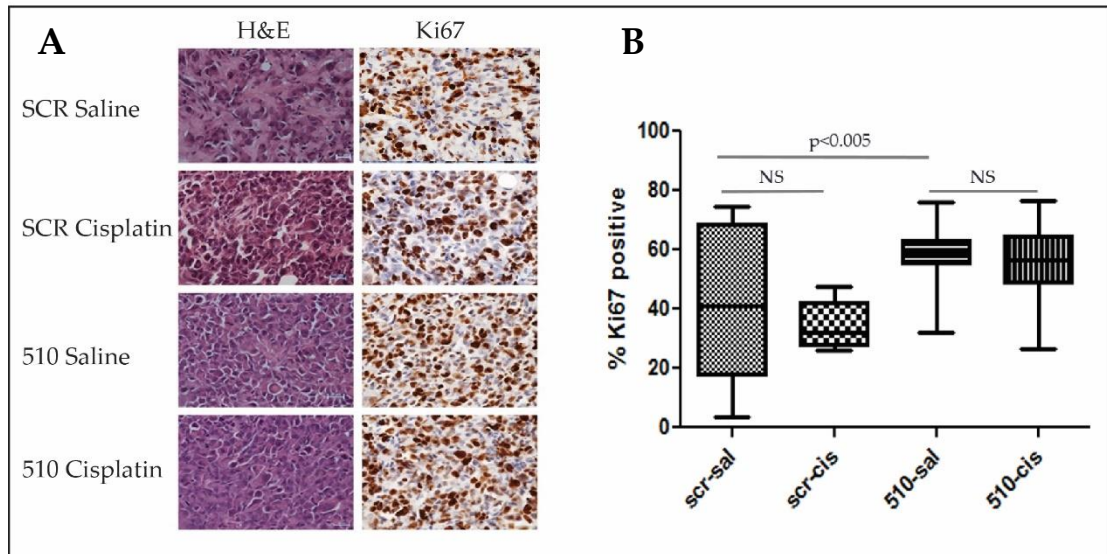 A
H&E
Ki67
SCR Saline
SCR Cisplatin
510 Saline
510 Cisplatin
B
% Ki67 positive
100
80
60
40
20
0
p<0.005
NS
NS
scr-sal
scr-cis
510-sal
510-cis